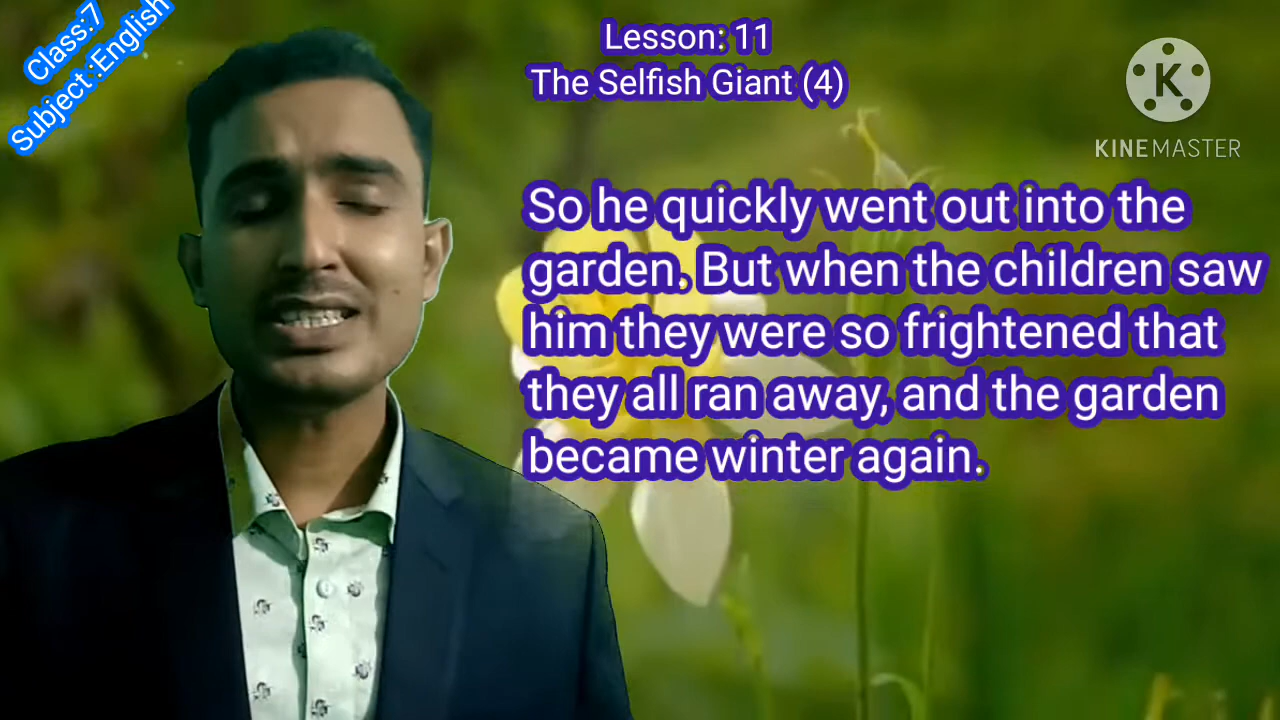 Class:7
Subject :English
Lesson: 11
The Selfish Giant (4)
K
KINEMASTER
So he quickly went out into the
garden. But when the children saw
him they were so frightened that
they all ran away, and the garden
became winter again.